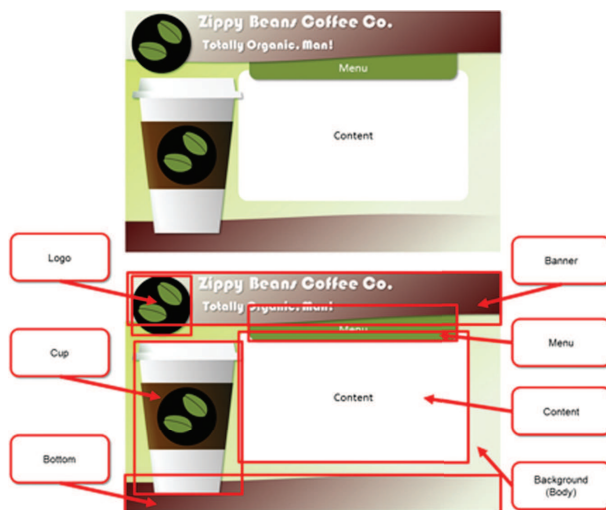 Zippy Beans Coffee Co.
Totally Organic, Man!
Menu
Content
Logo
Zippy Beans Coffee Co.
Banner
Totally Organic, Man!
Menu
Menu
Cup
Content
Content
Bottom
Background
(Body)